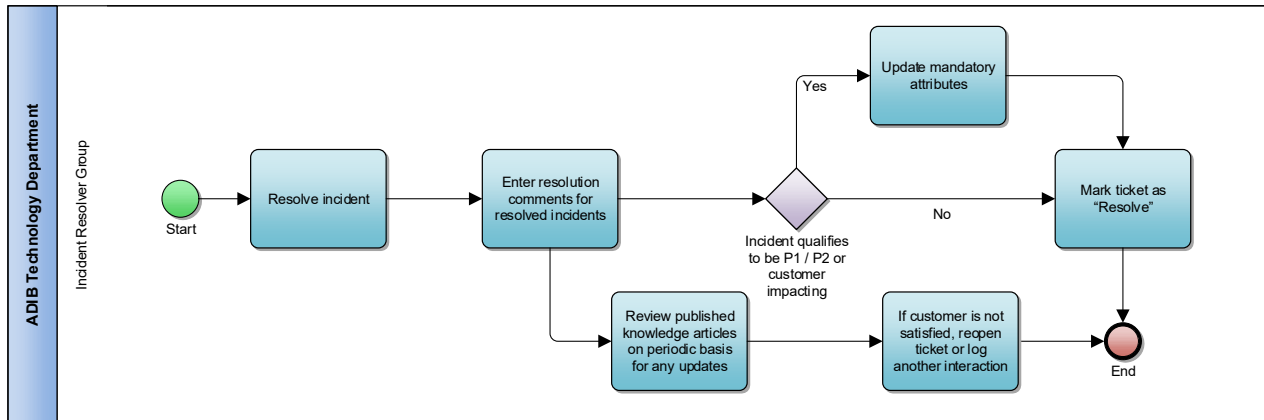 ADIB Technology Department
Incident Resolver Group
Start
Resolve incident
Enter resolution
comments for
resolved incidents
Incident qualifies
to be P1 / P2 or
customer
impacting
Yes
No
Update mandatory
attributes
Mark ticket as
“Resolve”
Review published
knowledge articles
on periodic basis
for any updates
If customer is not
satisfied, reopen
ticket or log
another interaction
End